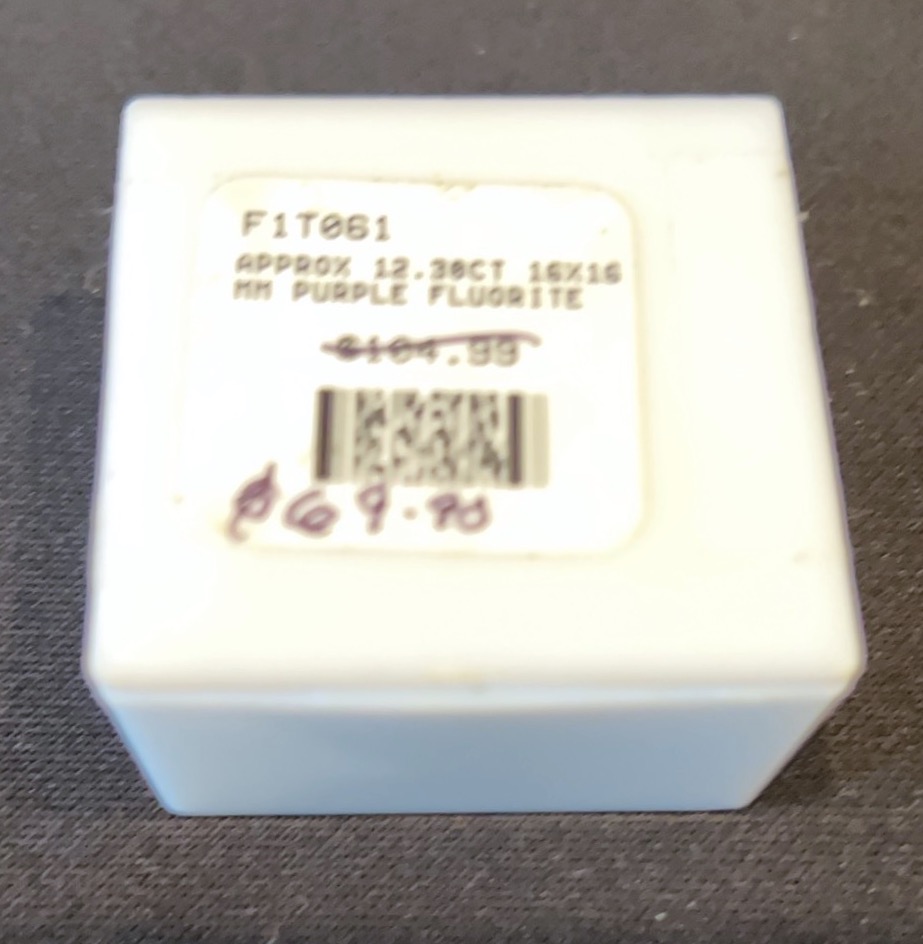 F1T061
APPROX 12.30CT 16X16
MM PURPLE FLUORITE
$104.99
$69.90